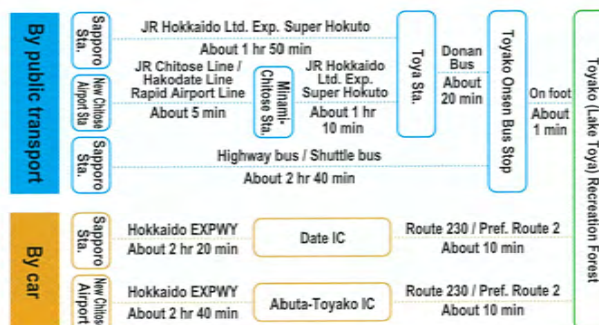 By public transport
Sapporo
Sta.
JR Hokkaido Ltd. Exp. Super Hokuto
About 1 hr 50 min
New Chitose
Airport Sta
JR Chitose Line /
Hakodate Line
Rapid Airport Line
About 5 min
Minami-
Chitose Sta.
JR Hokkaido
Ltd. Exp.
Super Hokuto
About 1 hr
10 min
Toya Sta.
Donan
Bus
About
20 min
Sapporo
Sta.
Highway bus / Shuttle bus
About 2 hr 40 min
Toyako Onsen Bus Stop
On foot
About
1 min
Toyako (Lake Toya) Recreation Forest
By car
Sapporo
Sta.
Hokkaido EXPWY
About 2 hr 20 min
Date IC
Route 230 / Pref. Route 2
About 10 min
New Chitose
Airport
Hokkaido EXPWY
About 2 hr 40 min
Abuta-Toyako IC
Route 230 / Pref. Route 2
About 10 min